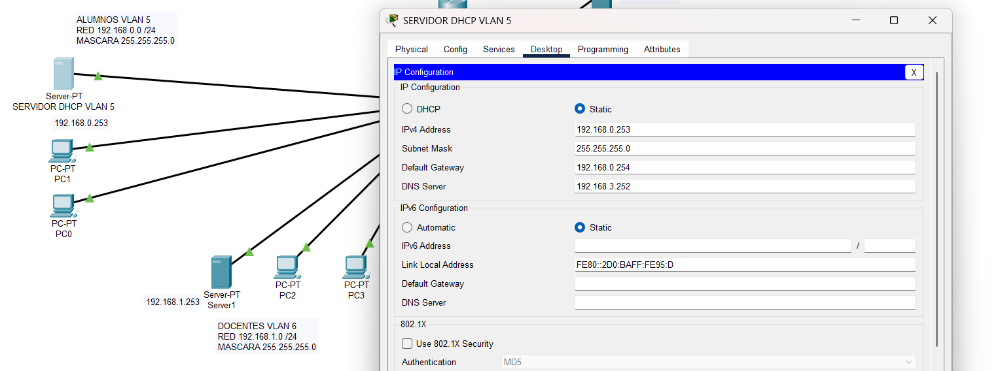 ALUMNOS VLAN 5
RED 192.168.0.0 /24
MASCARA 255.255.255.0
Server-PT
SERVIDOR DHCP VLAN 5
192.168.0.253
PC-PT
PC1
PC-PT
PC0
192.168.1.253
Server-PT
Server1
PC-PT
PC2
PC-PT
PC3
DOCENTES VLAN 6
RED 192.168.1.0 /24
MASCARA 255.255.255.0
SERVIDOR DHCP VLAN 5
Physical Config Services Desktop Programming Attributes
IP Configuration X
IP Configuration
DHCP Static
IPv4 Address 192.168.0.253
Subnet Mask 255.255.255.0
Default Gateway 192.168.0.254
DNS Server 192.168.3.252
IPv6 Configuration
Automatic Static
IPv6 Address /
Link Local Address FE80::2D0:BAFF:FE95:D
Default Gateway
DNS Server
802.1X
Use 802.1X Security
Authentication MD5